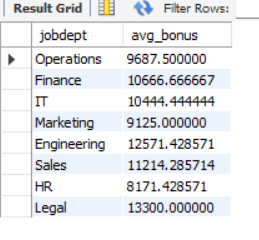 Result Grid Filter Rows:
jobdept avg_bonus
Operations 9687.500000
Finance 10666.666667
IT 10444.444444
Marketing 9125.000000
Engineering 12571.428571
Sales 11214.285714
HR 8171.428571
Legal 13300.000000